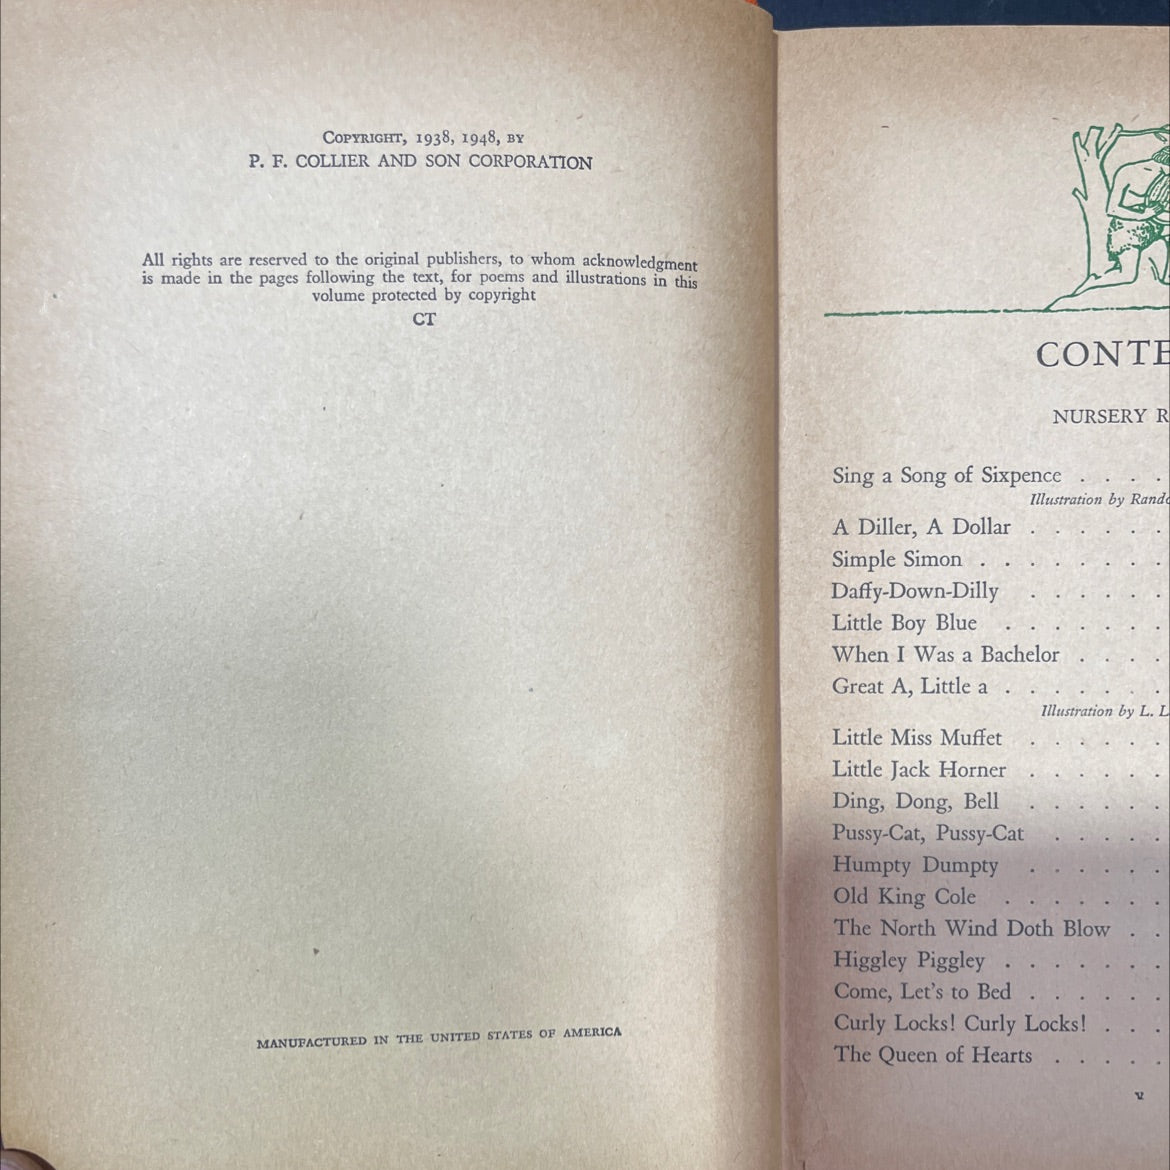 Copyright, 1938, 1948, by
P. F. COLLIER AND SON CORPORATION
All rights are reserved to the original publishers, to whom acknowledgment
is made in the pages following the text, for poems and illustrations in this
volume protected by copyright
CT
MANUFACTURED IN THE UNITED STATES OF AMERICA
CONTE
NURSERY R
Sing a Song of Sixpence . . . .
Illustration by Rando
A Diller, A Dollar . . . . . .
Simple Simon . . . . . . . .
Daffy-Down-Dilly . . . . . .
Little Boy Blue . . . . . . .
When I Was a Bachelor . . . .
Great A, Little a . . . . . . .
Illustration by L. L
Little Miss Muffet . . . . . .
Little Jack Horner . . . . . .
Ding, Dong, Bell . . . . . .
Pussy-Cat, Pussy-Cat . . . . .
Humpty Dumpty . . . . . .
Old King Cole . . . . . . .
The North Wind Doth Blow . .
Higgley Piggley . . . . . . .
Come, Let's to Bed . . . . . .
Curly Locks! Curly Locks! . . .
The Queen of Hearts . . . . .
v